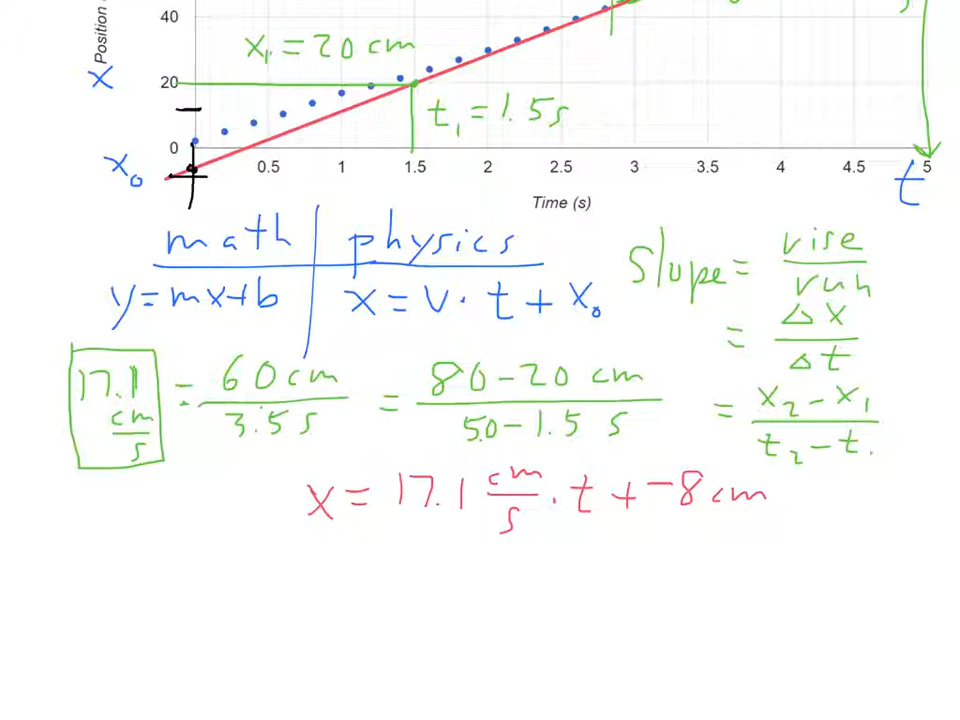 40
x₁ = 20 cm
Position
x
20
t₁ = 1.5 s
0
x₀
0.5 1 1.5 2 2.5 3 3.5 4 4.5 5
t
Time (s)
math physics
y = mx + b x = v · t + x₀
Slope = rise
run
= Δx
Δt
17.1 cm/s = 60 cm / 3.5 s = 80 - 20 cm / 5.0 - 1.5 s = x₂ - x₁ / t₂ - t₁
x = 17.1 cm/s · t + -8 cm